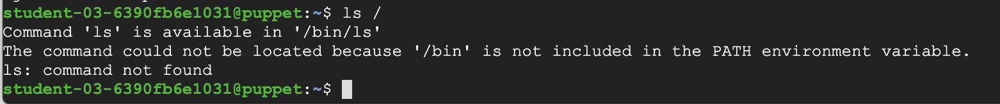 student-03-6390fb6e1031@puppet:~$ ls /
Command 'ls' is available in '/bin/ls'
The command could not be located because '/bin' is not included in the PATH environment variable.
ls: command not found
student-03-6390fb6e1031@puppet:~$